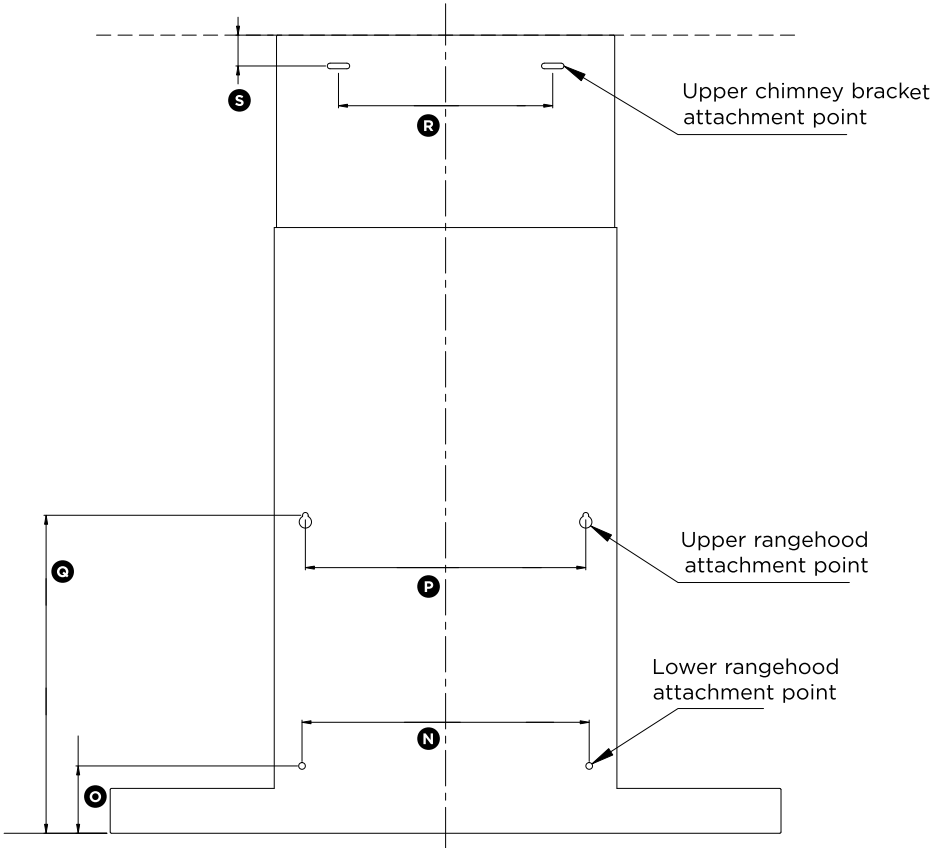 S
R
Upper chimney bracket
attachment point
Q
P
Upper rangehood
attachment point
Lower rangehood
attachment point
N
O